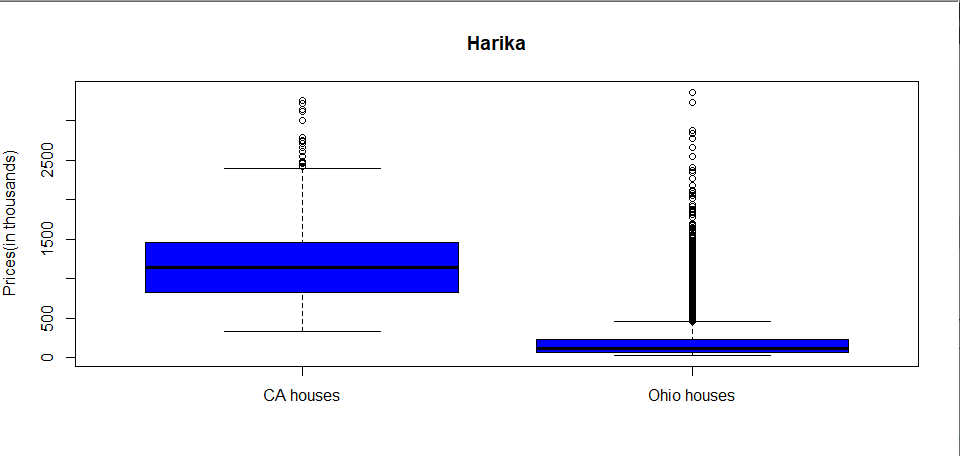 Harika
Prices(in thousands)
2500
1500
500
0
CA houses
Ohio houses